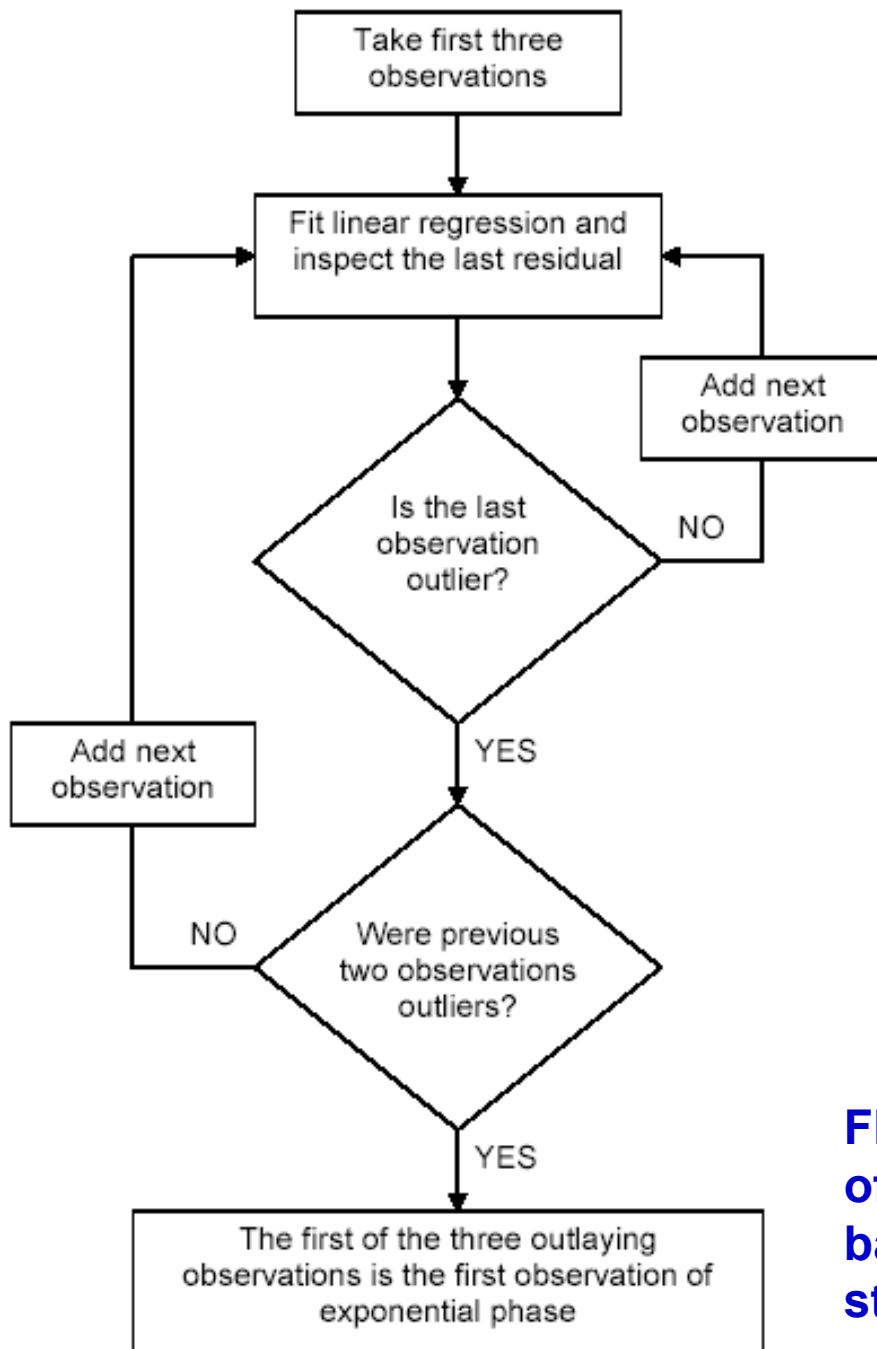 Take first three
observations
Fit linear regression and
inspect the last residual
Add next
observation
Is the last
observation
outlier?
NO
Add next
observation
YES
NO
Were previous
two observations
outliers?
YES
The first of the three outlaying
observations is the first observation of
exponential phase